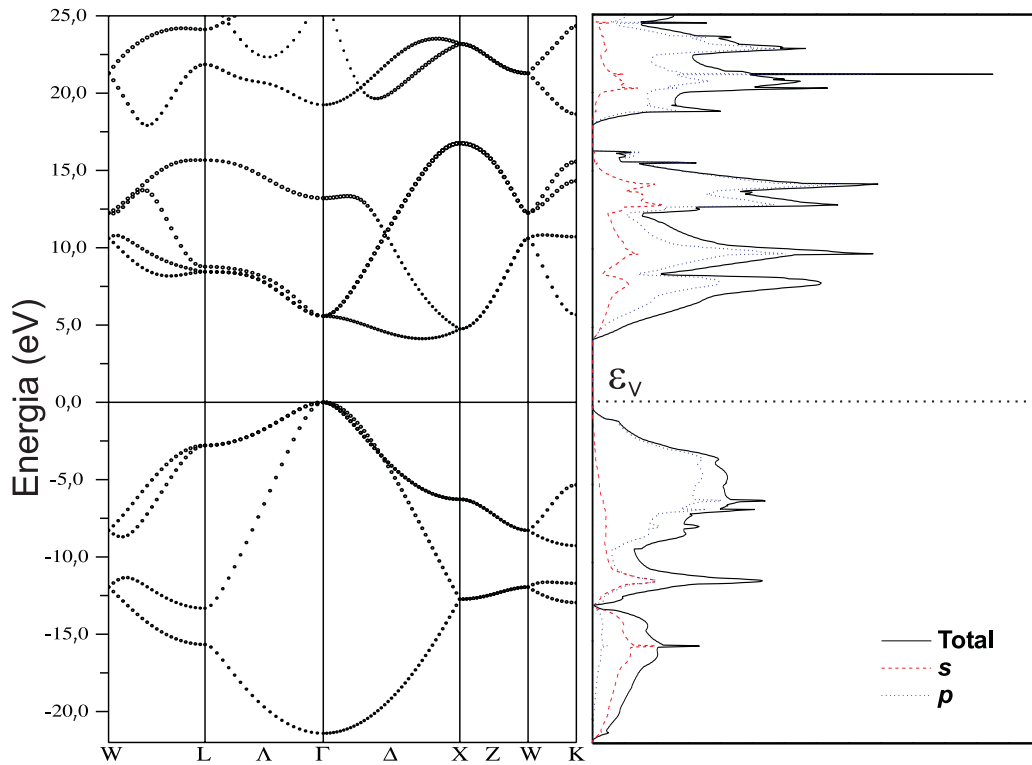 Energia (eV)
25,0
20,0
15,0
10,0
5,0
0,0
-5,0
-10,0
-15,0
-20,0
W L Λ Γ Δ X Z W K
εV
Total
s
p